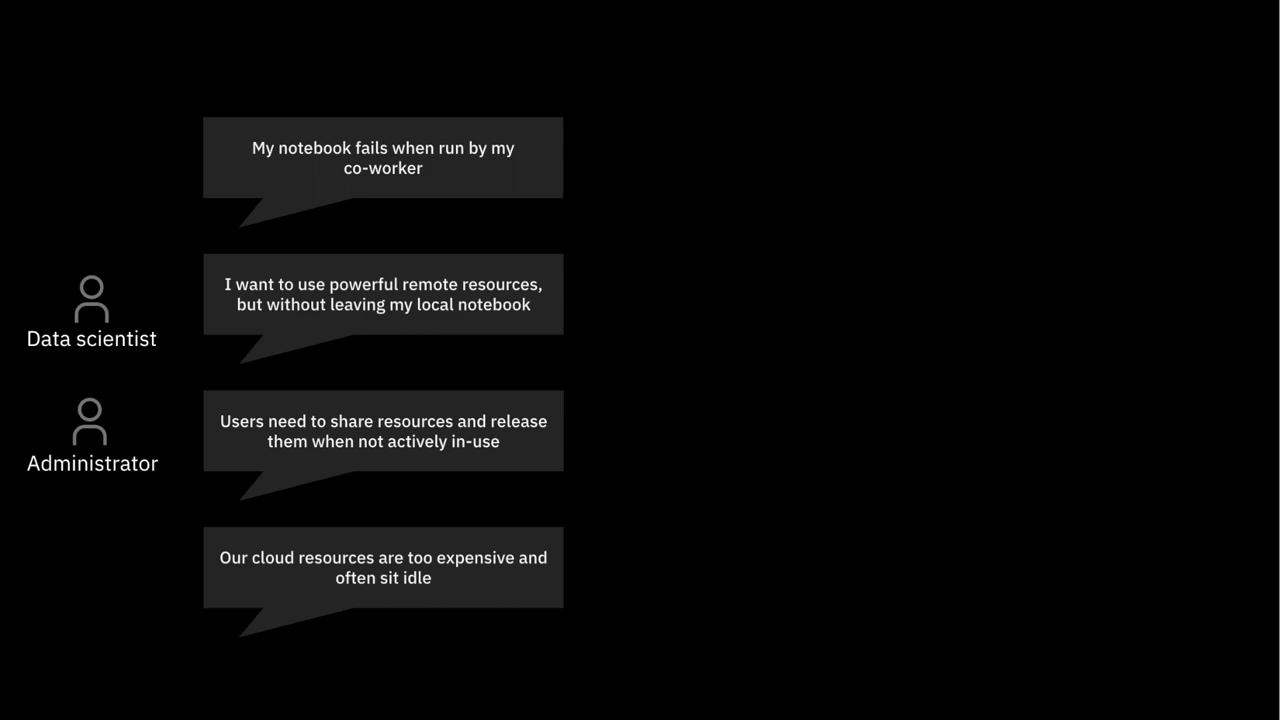 My notebook fails when run by my
co-worker
I want to use powerful remote resources,
but without leaving my local notebook
Data scientist
Users need to share resources and release
them when not actively in-use
Administrator
Our cloud resources are too expensive and
often sit idle